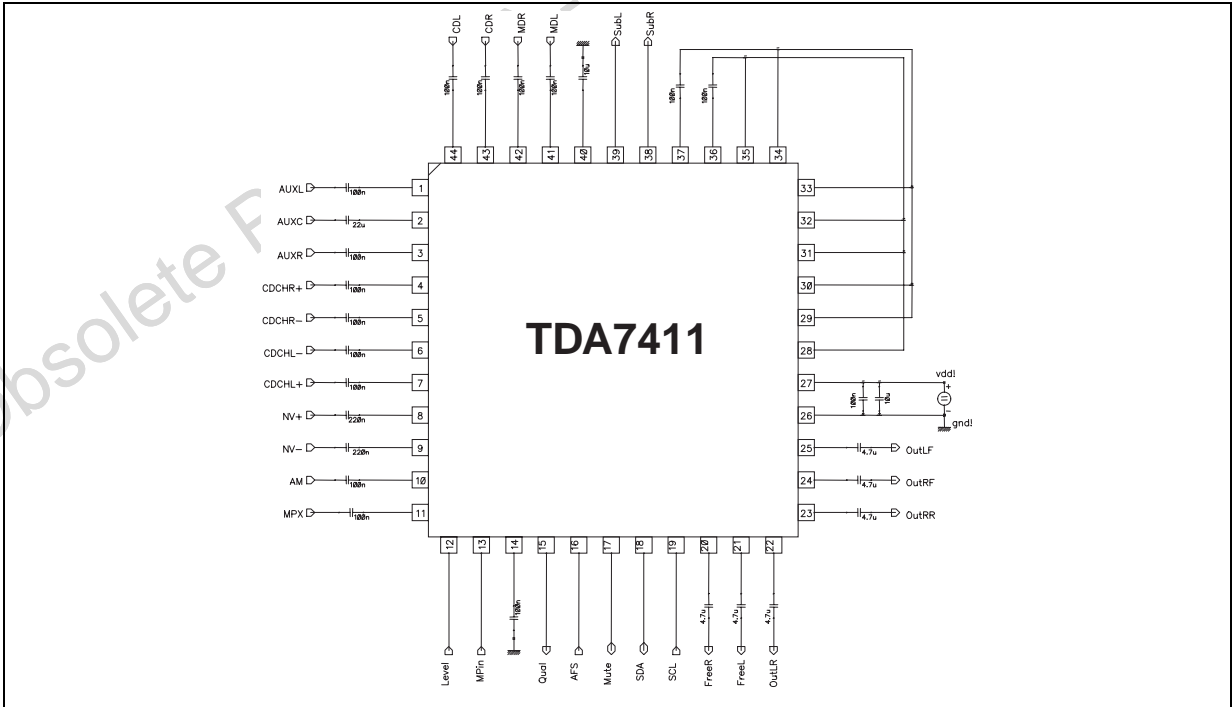 CDL
CDR
MDR
MDL
SubL
SubR
100n
100n
100n
100n
10u
100n
100n
44
43
42
41
40
39
38
37
36
35
34
AUXL
100n
1
AUXC
22u
2
AUXR
100n
3
CDCHR+
100n
4
CDCHR-
100n
5
CDCHL-
100n
6
CDCHL+
100n
7
NV+
220n
8
NV-
220n
9
AM
100n
10
MPX
100n
11
TDA7411
33
32
31
30
29
28
27
100n
10u
vdd!
+
-
26
gnd!
25
4.7u
OutLF
24
4.7u
OutRF
23
4.7u
OutRR
12
13
14
15
16
17
18
19
20
21
22
100n
4.7u
4.7u
4.7u
Level
MPin
Qual
AFS
Mute
SDA
SCL
FreeR
FreeL
OutLR
Obsolete